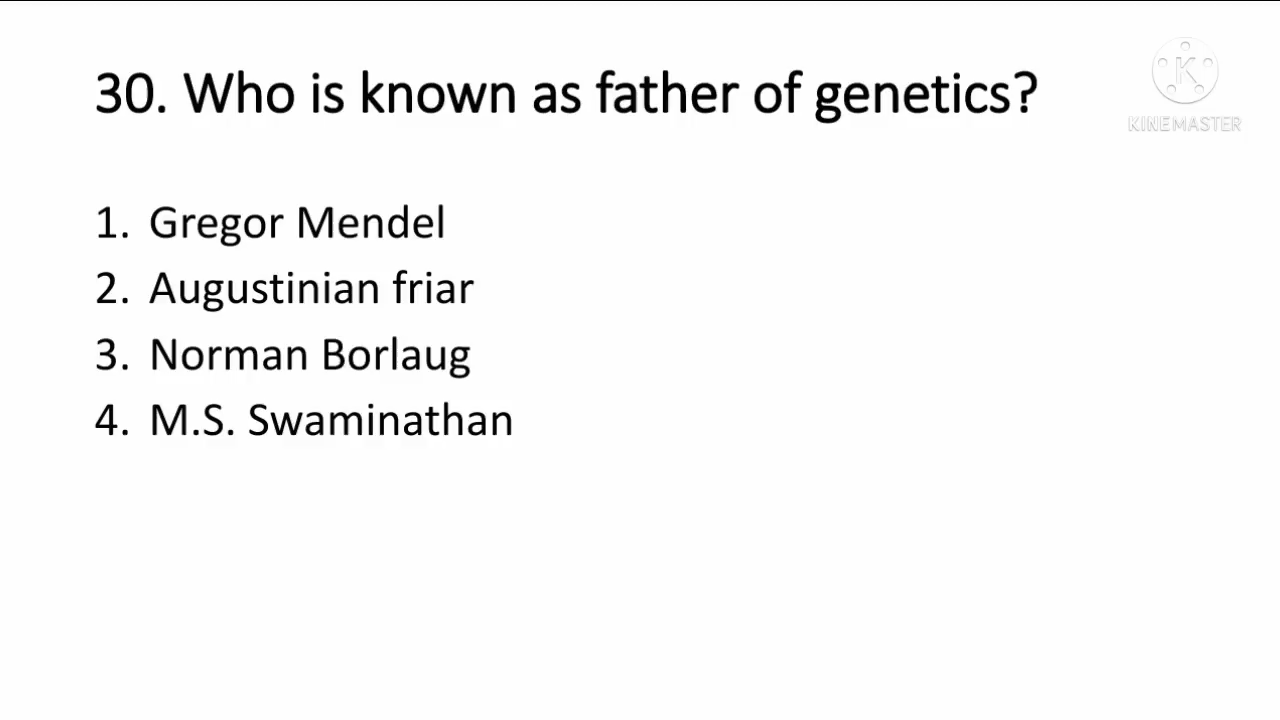 30. Who is known as father of genetics?
KINEMASTER
1. Gregor Mendel
2. Augustinian friar
3. Norman Borlaug
4. M.S. Swaminathan